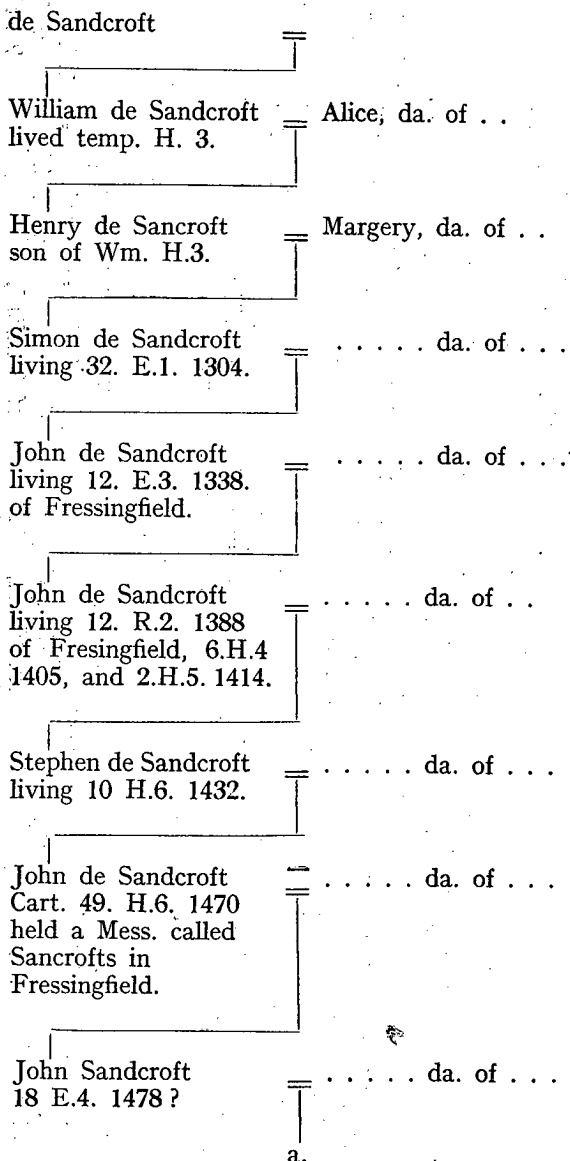 de Sandcroft =
William de Sandcroft = Alice, da. of . .
lived temp. H. 3.
Henry de Sancroft = Margery, da. of . .
son of Wm. H.3.
Simon de Sandcroft = . . . . . da. of . . .
living 32. E.1. 1304.
John de Sandcroft = . . . . . da. of . . .
living 12. E.3. 1338.
of Fressingfield.
John de Sandcroft = . . . . . da. of . .
living 12. R.2. 1388
of Fresingfield, 6.H.4
1405, and 2.H.5. 1414.
Stephen de Sandcroft = . . . . . da. of . . .
living 10 H.6. 1432.
John de Sandcroft = . . . . . da. of . . .
Cart. 49. H.6. 1470
held a Mess. called
Sancrofts in
Fressingfield.
John Sandcroft = . . . . . da. of . . .
18 E.4. 1478 ?
a.